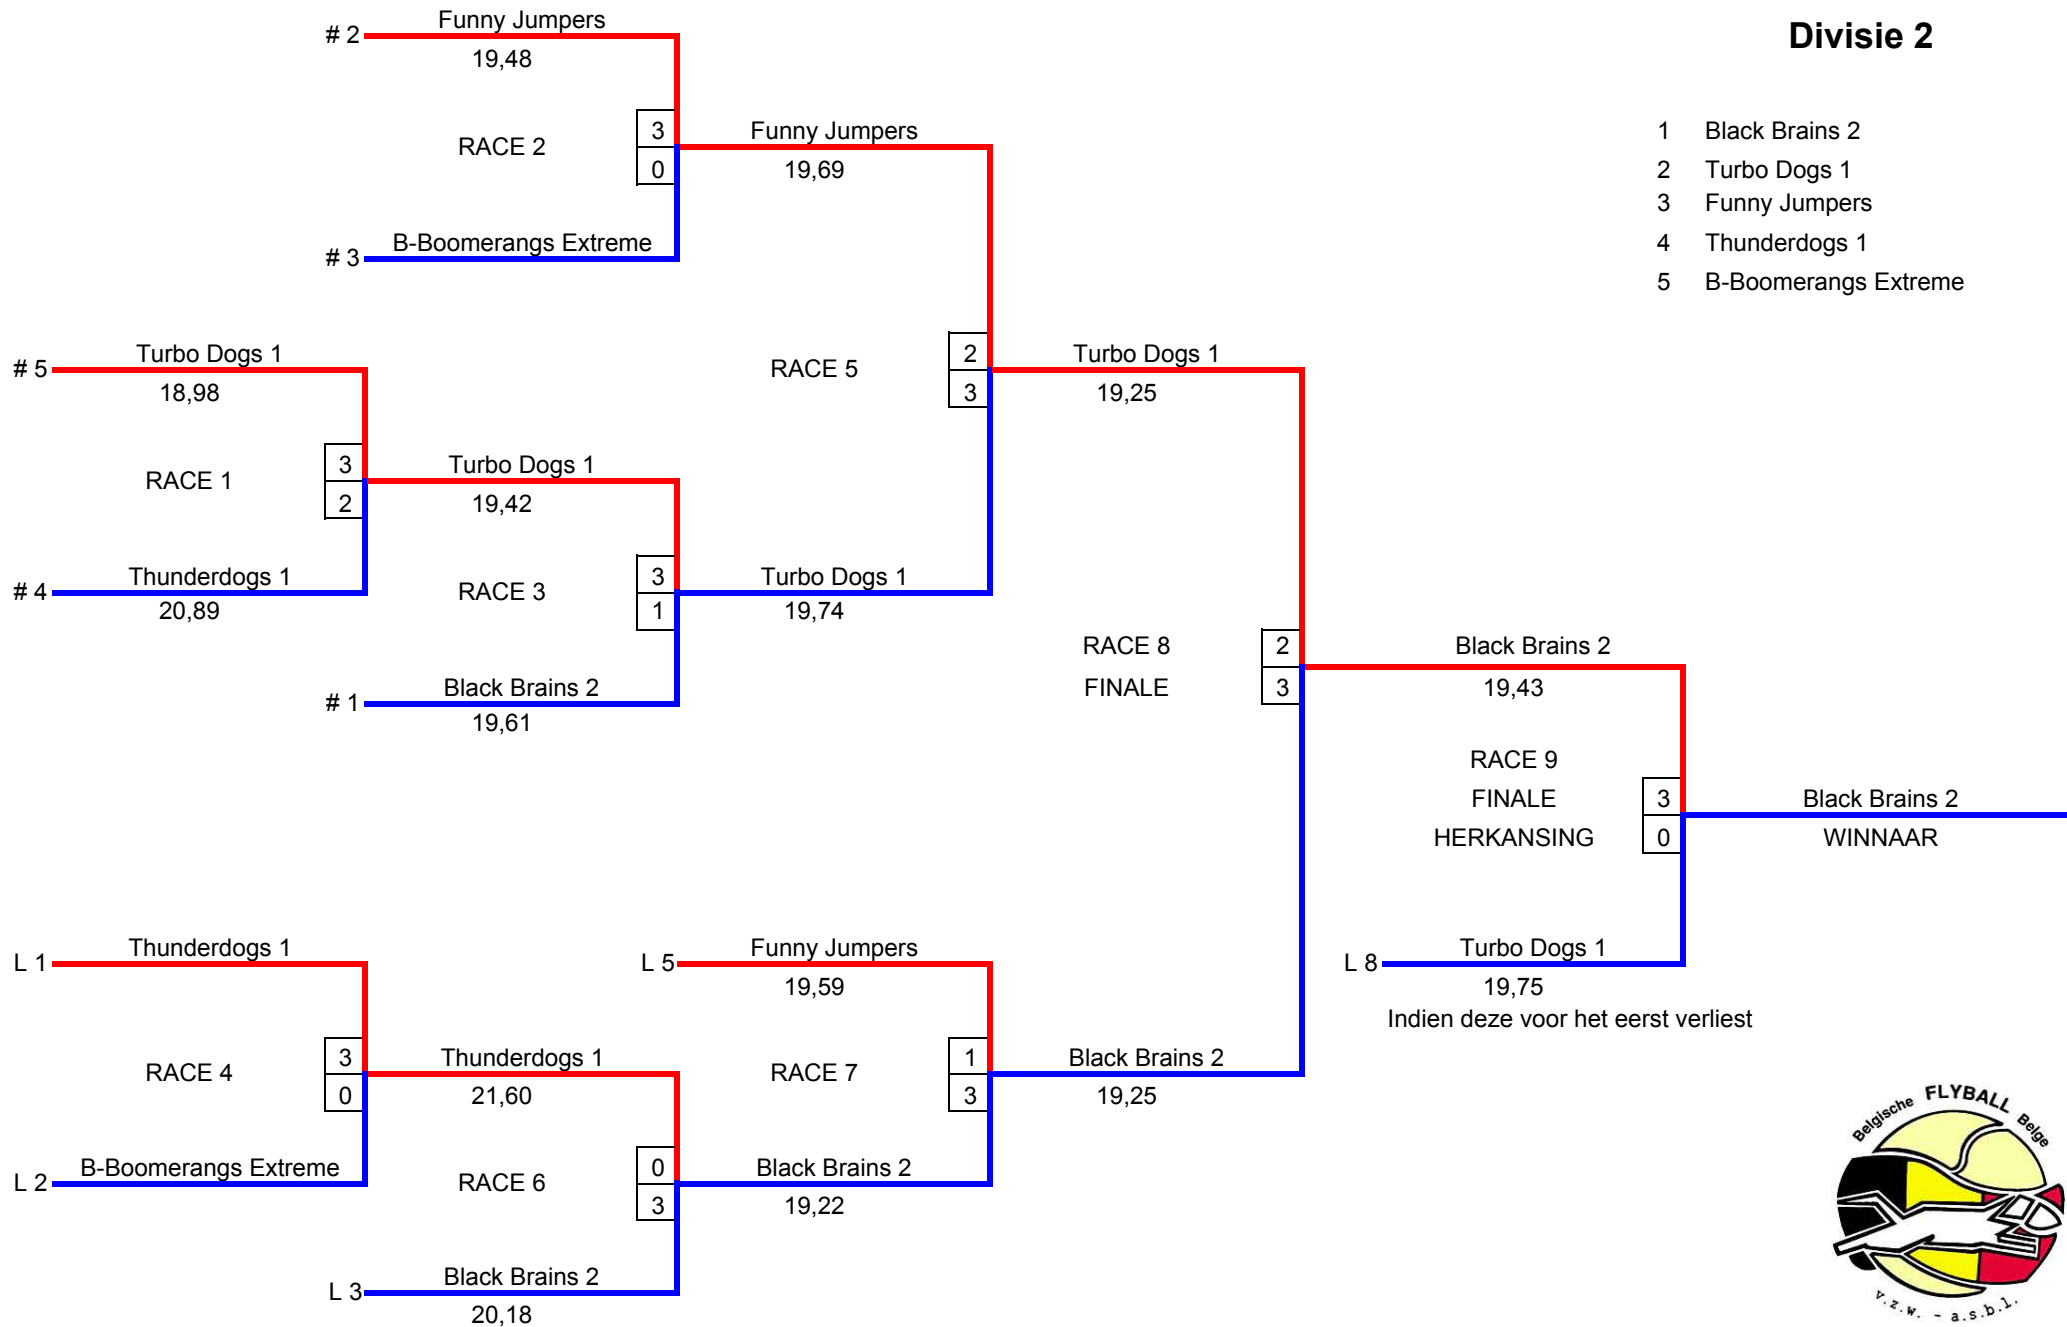 Divisie 2
1 Black Brains 2
2 Turbo Dogs 1
3 Funny Jumpers
4 Thunderdogs 1
5 B-Boomerangs Extreme
# 2 Funny Jumpers
19,48
RACE 2
3
0
# 3 B-Boomerangs Extreme
Funny Jumpers
19,69
# 5 Turbo Dogs 1
18,98
RACE 1
3
2
# 4 Thunderdogs 1
20,89
Turbo Dogs 1
19,42
RACE 3
3
1
# 1 Black Brains 2
19,61
RACE 5
2
3
Turbo Dogs 1
19,74
Turbo Dogs 1
19,25
RACE 8
FINALE
2
3
Black Brains 2
19,43
RACE 9
FINALE
HERKANSING
3
0
Black Brains 2
WINNAAR
L 8 Turbo Dogs 1
19,75
Indien deze voor het eerst verliest
L 1 Thunderdogs 1
RACE 4
3
0
L 2 B-Boomerangs Extreme
Thunderdogs 1
21,60
RACE 6
0
3
L 3 Black Brains 2
20,18
L 5 Funny Jumpers
19,59
RACE 7
1
3
Black Brains 2
19,22
Black Brains 2
19,25
Belgische FLYBALL Belge
v.z.w. - a.s.b.l.